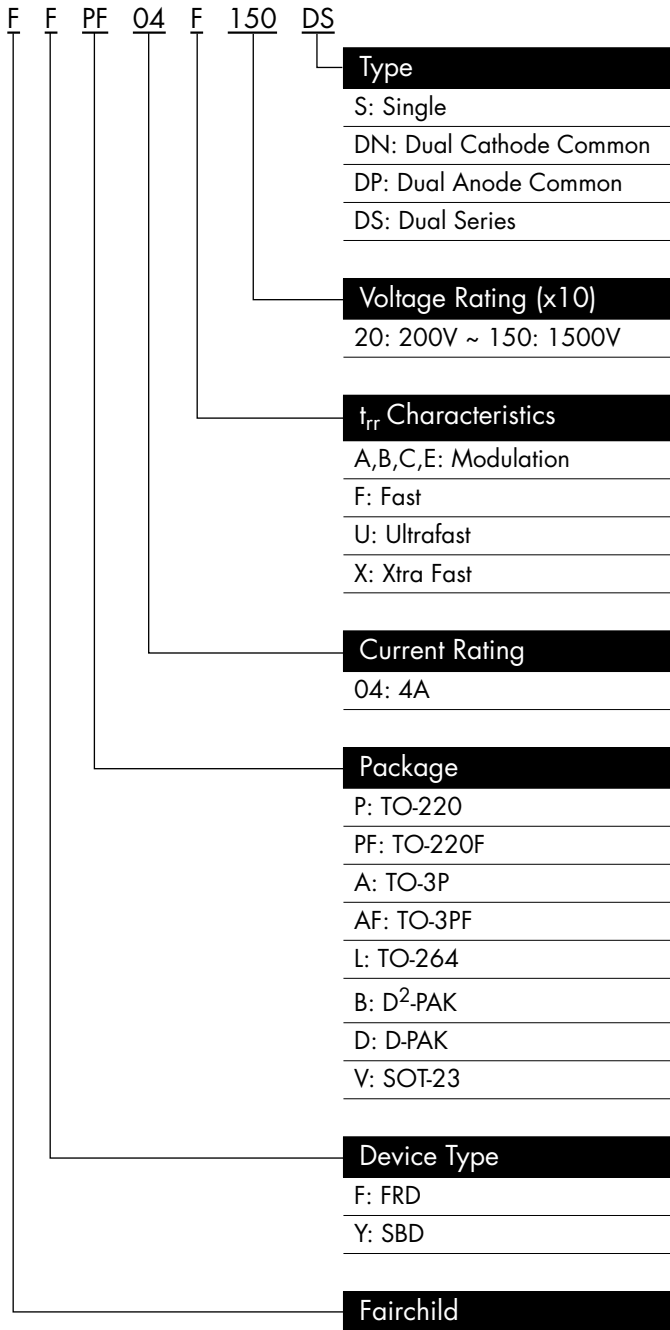 F F PF 04 F 150 DS
Type
S: Single
DN: Dual Cathode Common
DP: Dual Anode Common
DS: Dual Series
Voltage Rating (x10)
20: 200V ~ 150: 1500V
trr Characteristics
A,B,C,E: Modulation
F: Fast
U: Ultrafast
X: Xtra Fast
Current Rating
04: 4A
Package
P: TO-220
PF: TO-220F
A: TO-3P
AF: TO-3PF
L: TO-264
B: D²-PAK
D: D-PAK
V: SOT-23
Device Type
F: FRD
Y: SBD
Fairchild